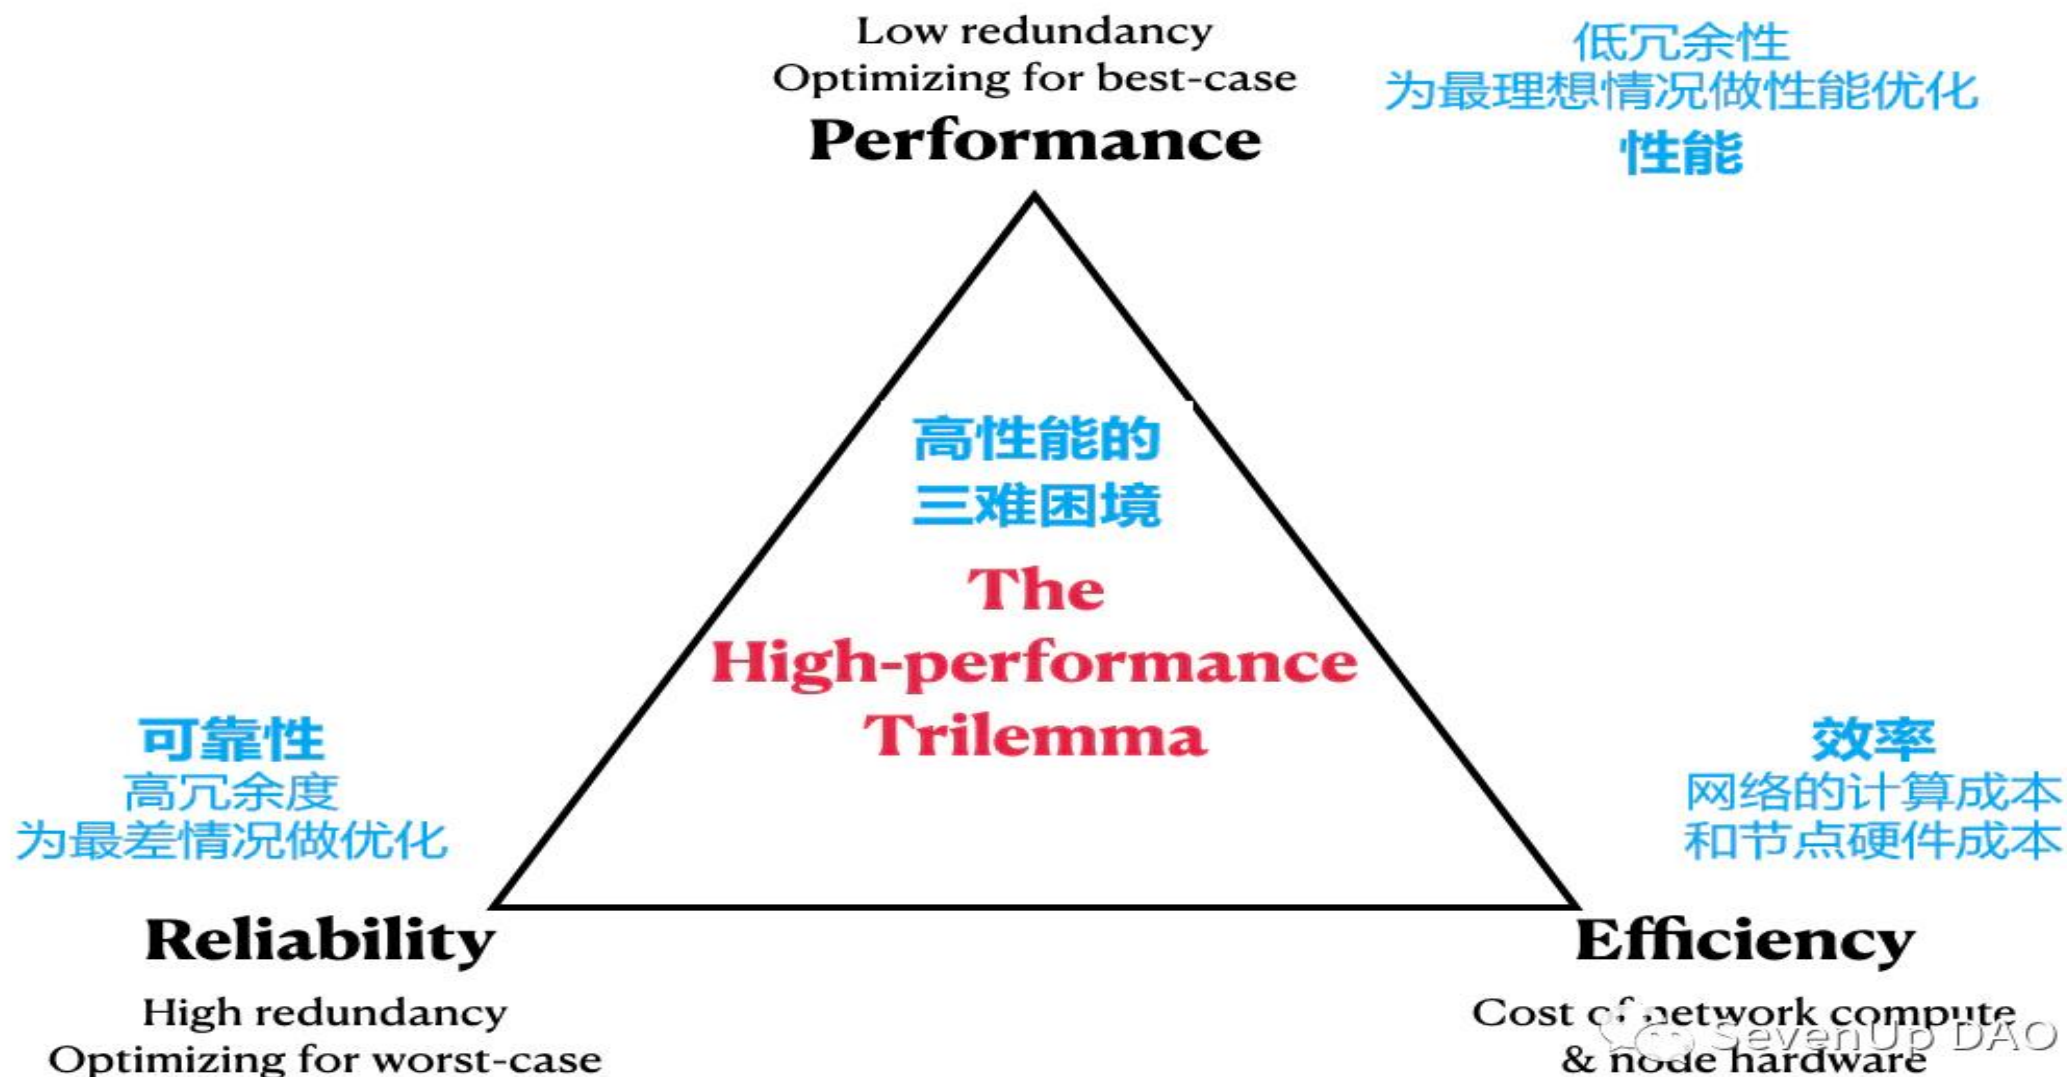 Low redundancy
Optimizing for best-case
Performance
低冗余性
为最理想情况做性能优化
性能
高性能的
三难困境
The
High-performance
Trilemma
可靠性
高冗余度
为最差情况做优化
Reliability
High redundancy
Optimizing for worst-case
效率
网络的计算成本
和节点硬件成本
Efficiency
Cost of network compute
& node hardware
SevenUp DAO